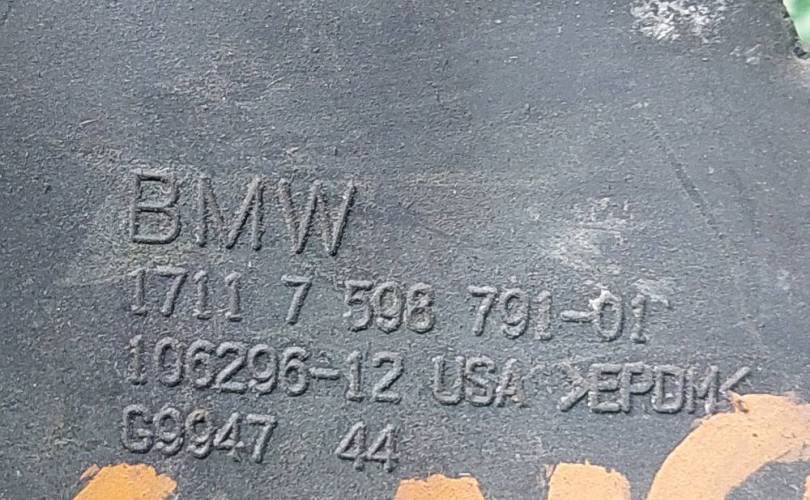 BMW
1711 7 598 791-01
106296-12 USA >EPDM<
G9947 44